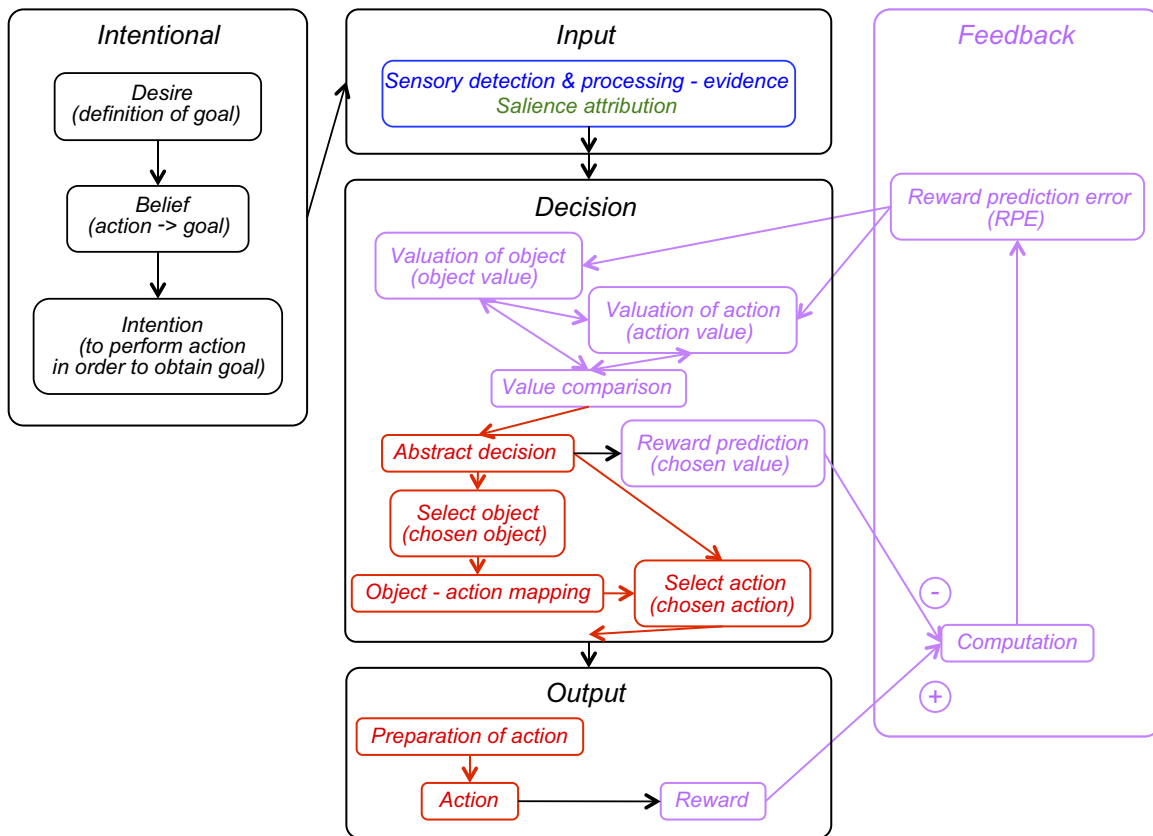 Intentional
Desire
(definition of goal)
Belief
(action -> goal)
Intention
(to perform action
in order to obtain goal)
Input
Sensory detection & processing - evidence
Salience attribution
Decision
Valuation of object
(object value)
Valuation of action
(action value)
Value comparison
Abstract decision
Reward prediction
(chosen value)
Select object
(chosen object)
Object - action mapping
Select action
(chosen action)
Output
Preparation of action
Action
Reward
Feedback
Reward prediction error
(RPE)
-
Computation
+